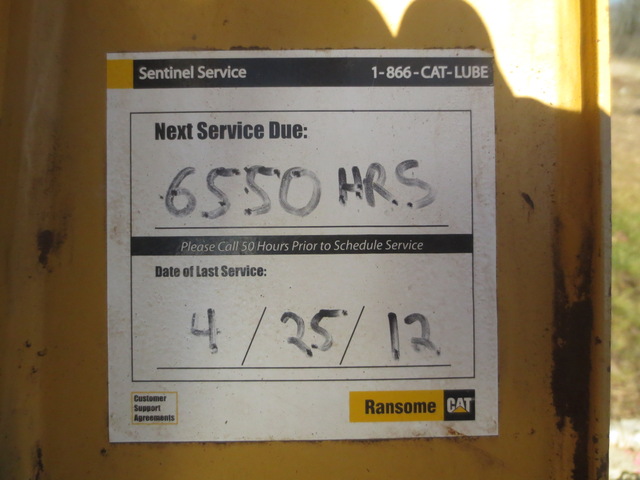 Sentinel Service 1-866-CAT-LUBE
Next Service Due:
6550 HRS
Please Call 50 Hours Prior to Schedule Service
Date of Last Service:
4/25/12
Customer
Support
Agreements
Ransome CAT